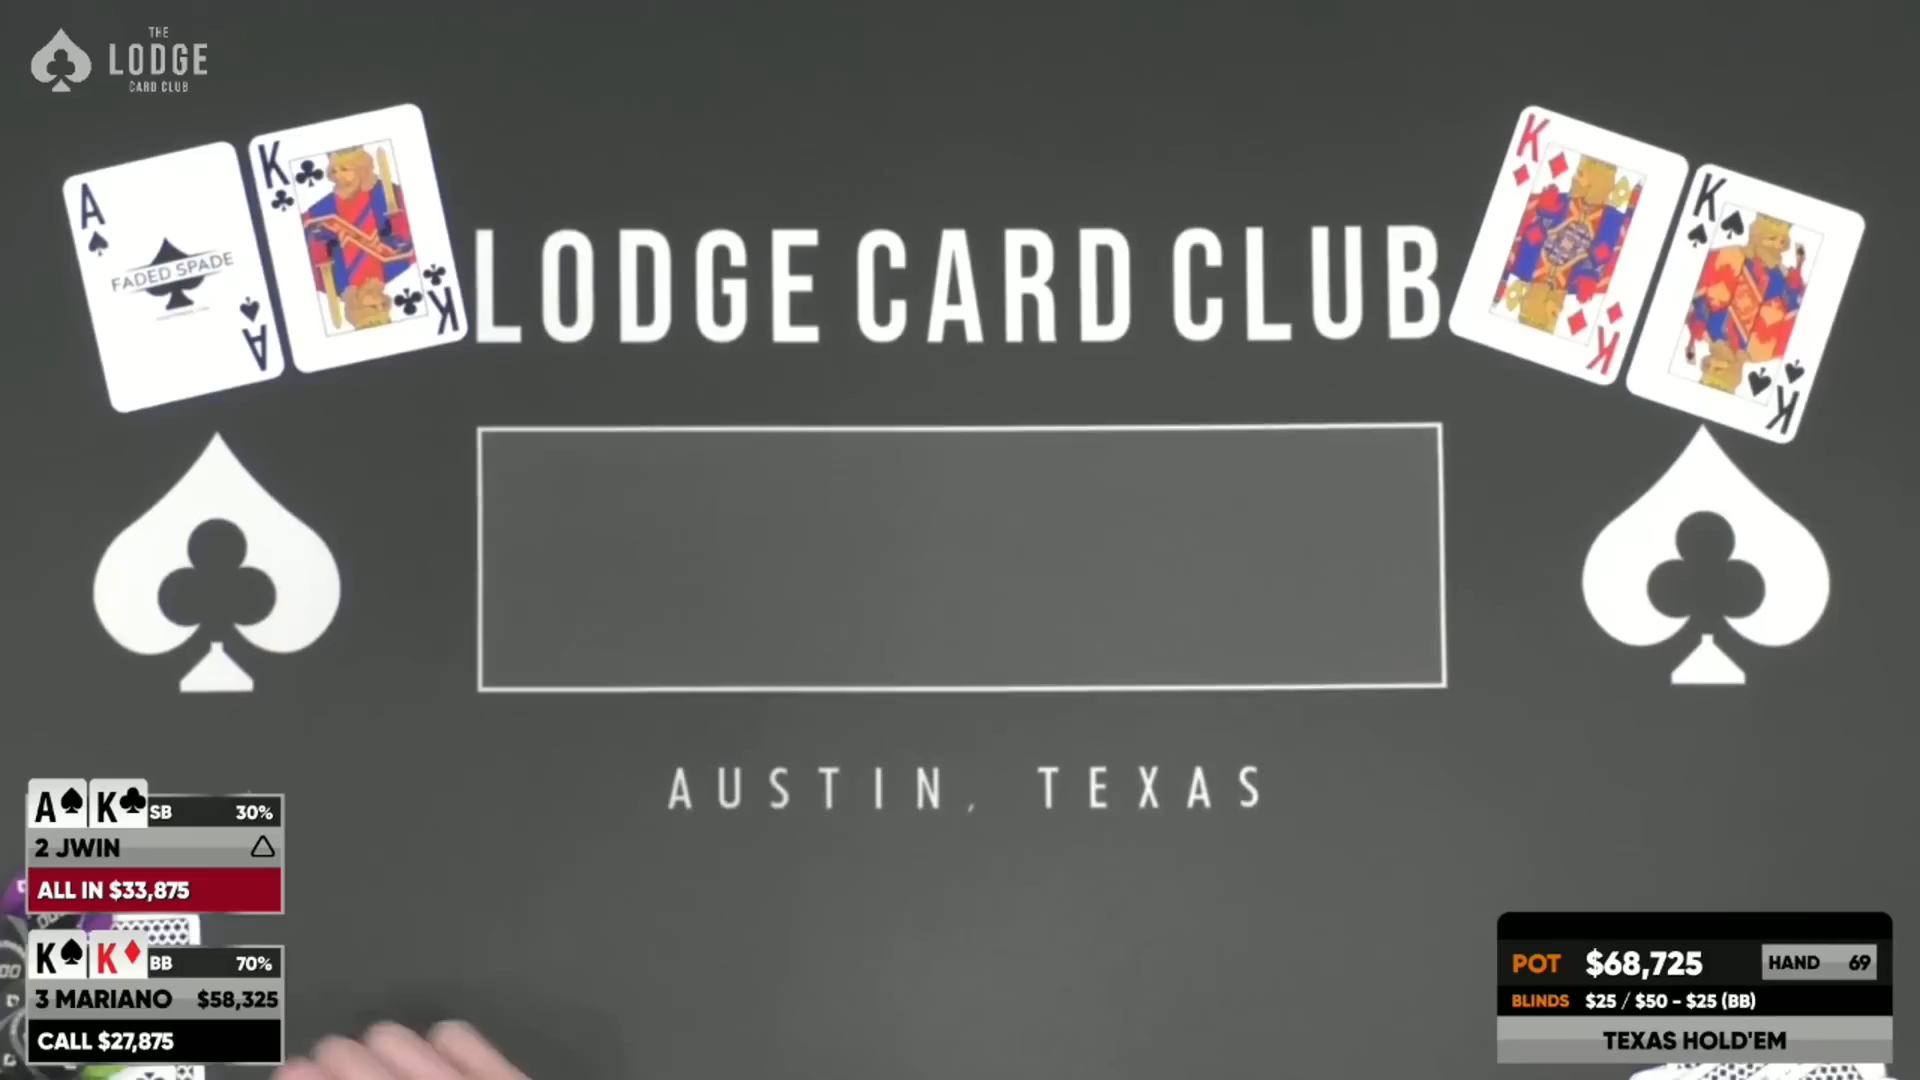 THE
LODGE
CARD CLUB
A
K
K
K
FADED SPADE
A
K
K
K
LODGE CARD CLUB
AUSTIN, TEXAS
A K SB 30%
2 JWIN
ALL IN $33,875
K K BB 70%
3 MARIANO $58,325
CALL $27,875
POT $68,725 HAND 69
BLINDS $25 / $50 - $25 (BB)
TEXAS HOLD'EM